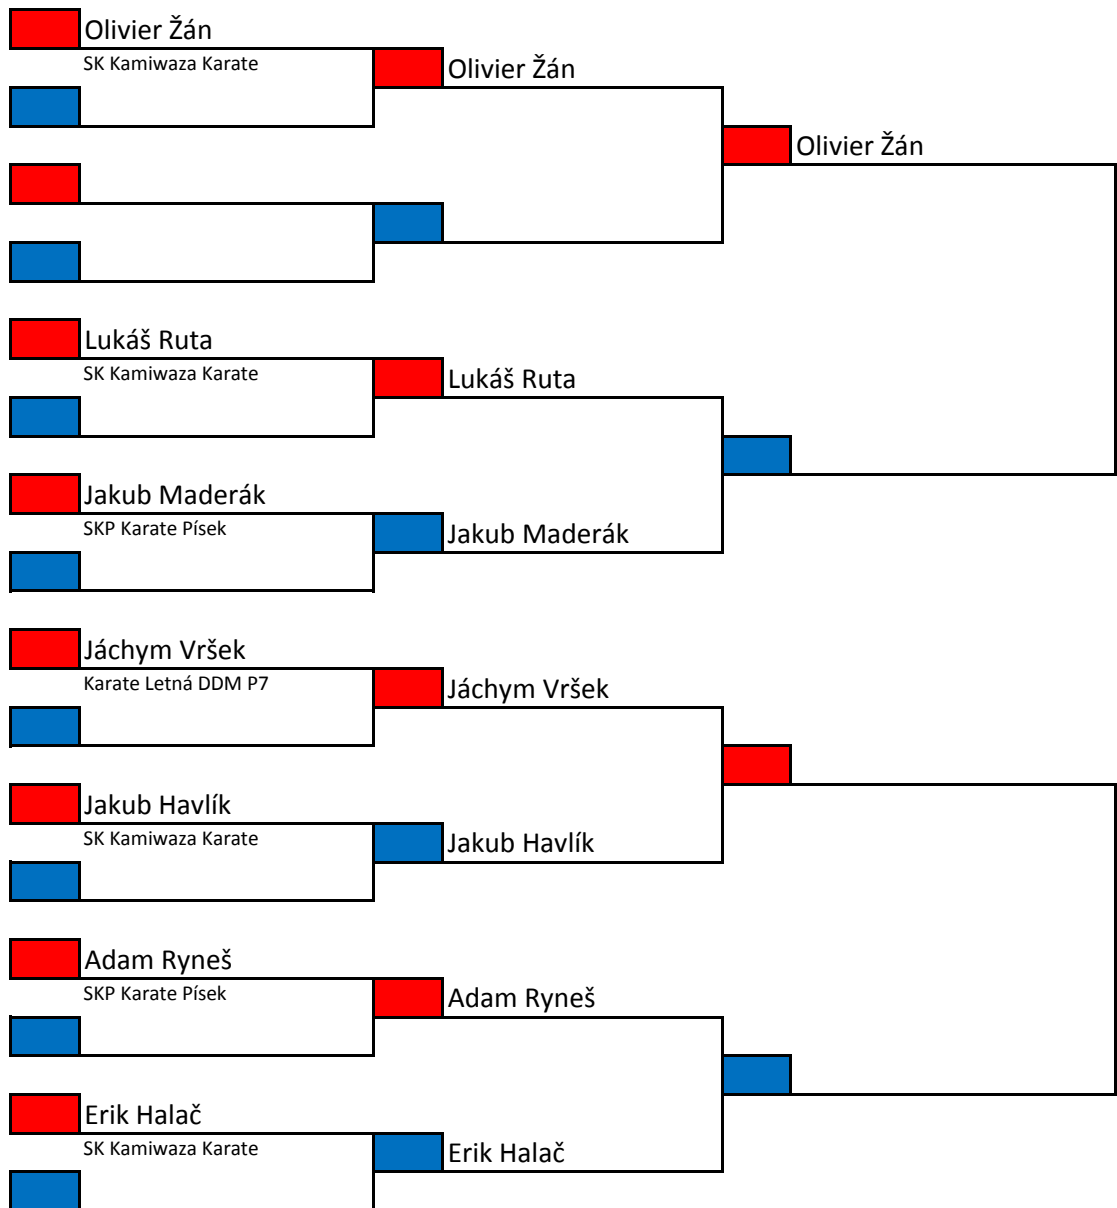 Olivier Žán
SK Kamiwaza Karate
Olivier Žán
Olivier Žán
Lukáš Ruta
SK Kamiwaza Karate
Lukáš Ruta
Jakub Maderák
SKP Karate Písek
Jakub Maderák
Jáchym Vršek
Karate Letná DDM P7
Jáchym Vršek
Jakub Havlík
SK Kamiwaza Karate
Jakub Havlík
Adam Ryneš
SKP Karate Písek
Adam Ryneš
Erik Halač
SK Kamiwaza Karate
Erik Halač